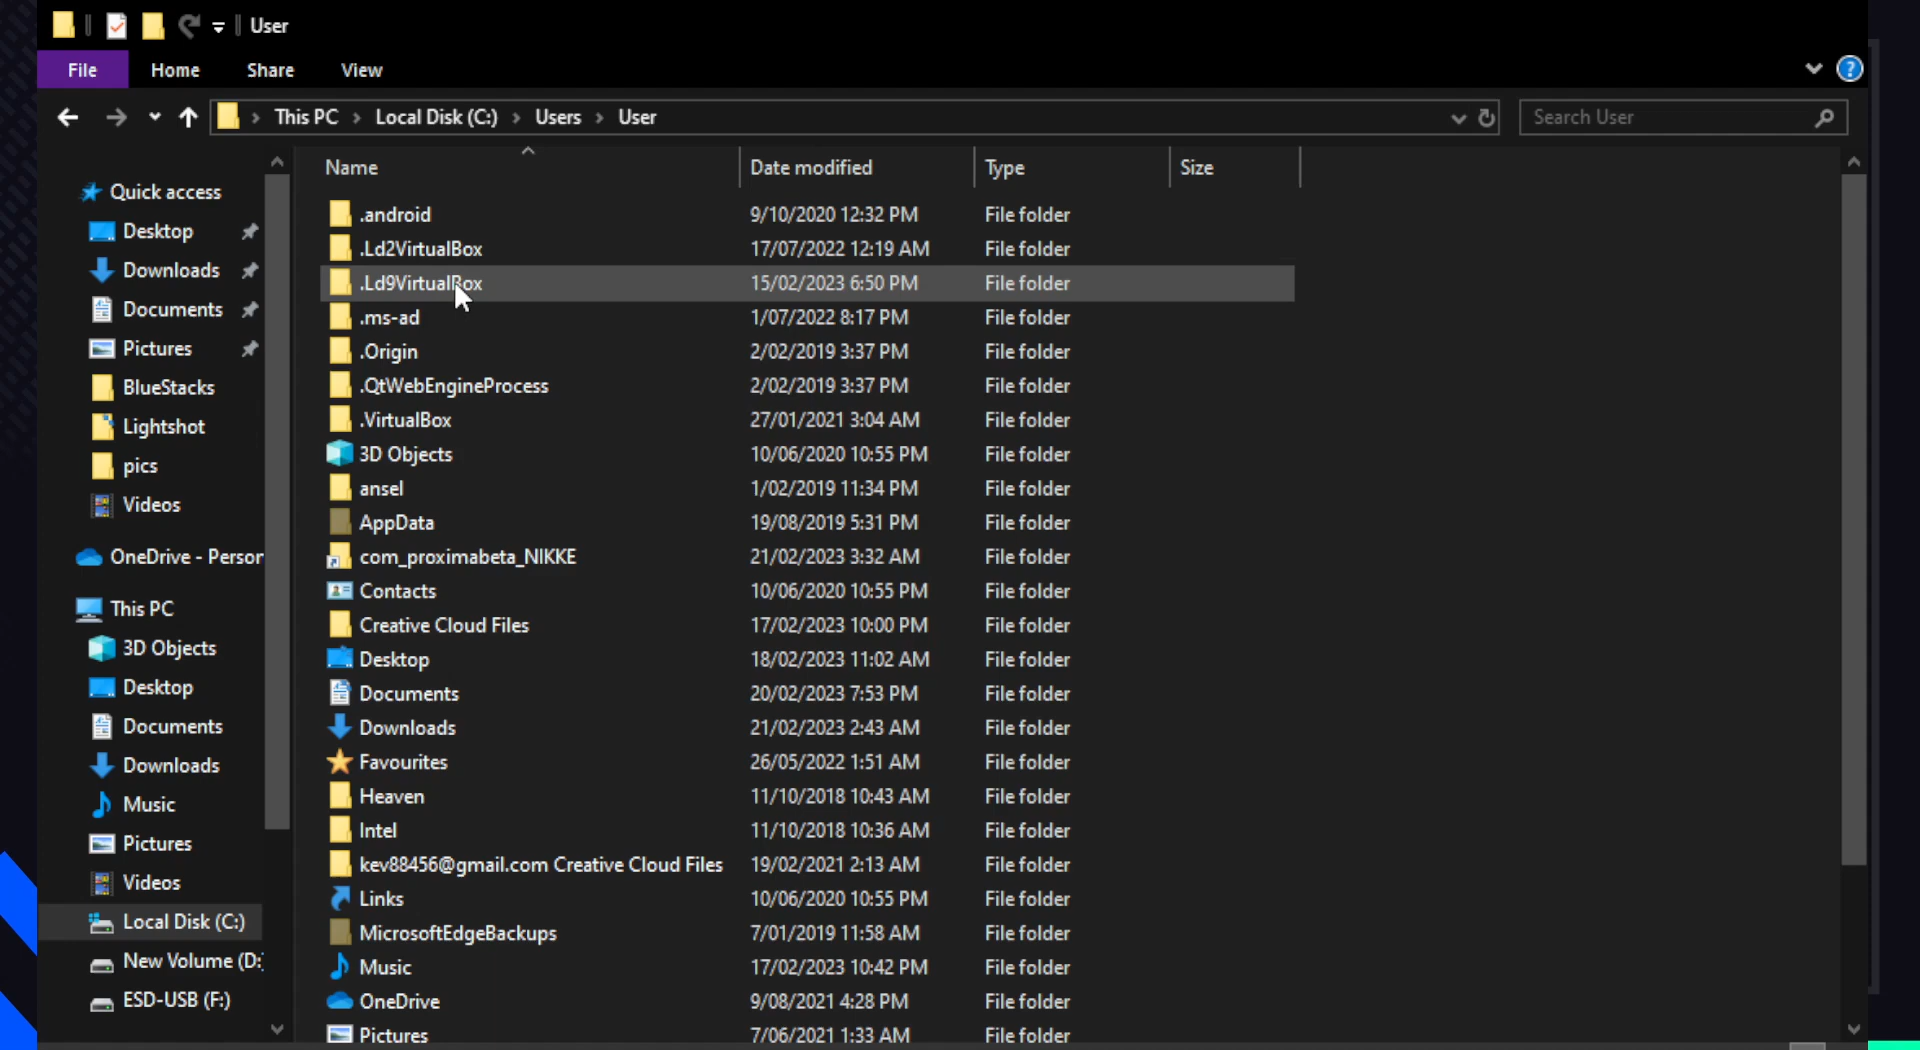 User
File Home Share View
This PC > Local Disk (C:) > Users > User
Search User
Quick access
Desktop
Downloads
Documents
Pictures
BlueStacks
Lightshot
pics
Videos
OneDrive - Person
This PC
3D Objects
Desktop
Documents
Downloads
Music
Pictures
Videos
Local Disk (C:)
New Volume (D:)
ESD-USB (F:)
Name Date modified Type Size
.android 9/10/2020 12:32 PM File folder
.Ld2VirtualBox 17/07/2022 12:19 AM File folder
.Ld9VirtualBox 15/02/2023 6:50 PM File folder
.ms-ad 1/07/2022 8:17 PM File folder
.Origin 2/02/2019 3:37 PM File folder
.QtWebEngineProcess 2/02/2019 3:37 PM File folder
.VirtualBox 27/01/2021 3:04 AM File folder
3D Objects 10/06/2020 10:55 PM File folder
ansel 1/02/2019 11:34 PM File folder
AppData 19/08/2019 5:31 PM File folder
com_proximabeta_NIKKE 21/02/2023 3:32 AM File folder
Contacts 10/06/2020 10:55 PM File folder
Creative Cloud Files 17/02/2023 10:00 PM File folder
Desktop 18/02/2023 11:02 AM File folder
Documents 20/02/2023 7:53 PM File folder
Downloads 21/02/2023 2:43 AM File folder
Favourites 26/05/2022 1:51 AM File folder
Heaven 11/10/2018 10:43 AM File folder
Intel 11/10/2018 10:36 AM File folder
kev88456@gmail.com Creative Cloud Files 19/02/2021 2:13 AM File folder
Links 10/06/2020 10:55 PM File folder
MicrosoftEdgeBackups 7/01/2019 11:58 AM File folder
Music 17/02/2023 10:42 PM File folder
OneDrive 9/08/2021 4:28 PM File folder
Pictures 7/06/2021 1:33 AM File folder